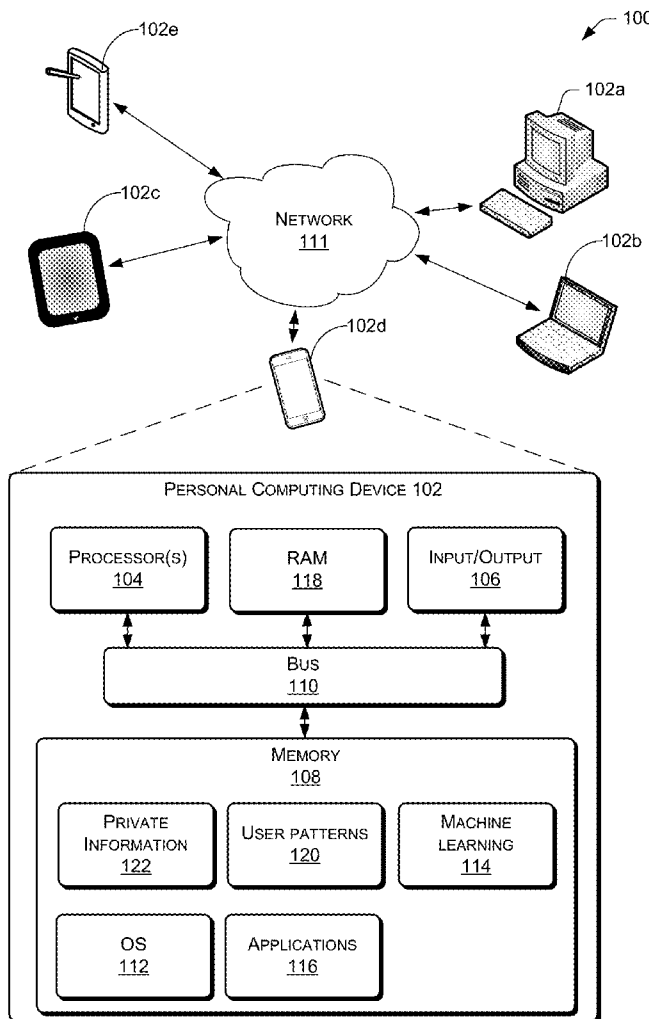 100
102e
102a
102c
NETWORK
111
102b
102d
PERSONAL COMPUTING DEVICE 102
PROCESSOR(S)
104
RAM
118
INPUT/OUTPUT
106
BUS
110
MEMORY
108
PRIVATE
INFORMATION
122
USER PATTERNS
120
MACHINE
LEARNING
114
OS
112
APPLICATIONS
116